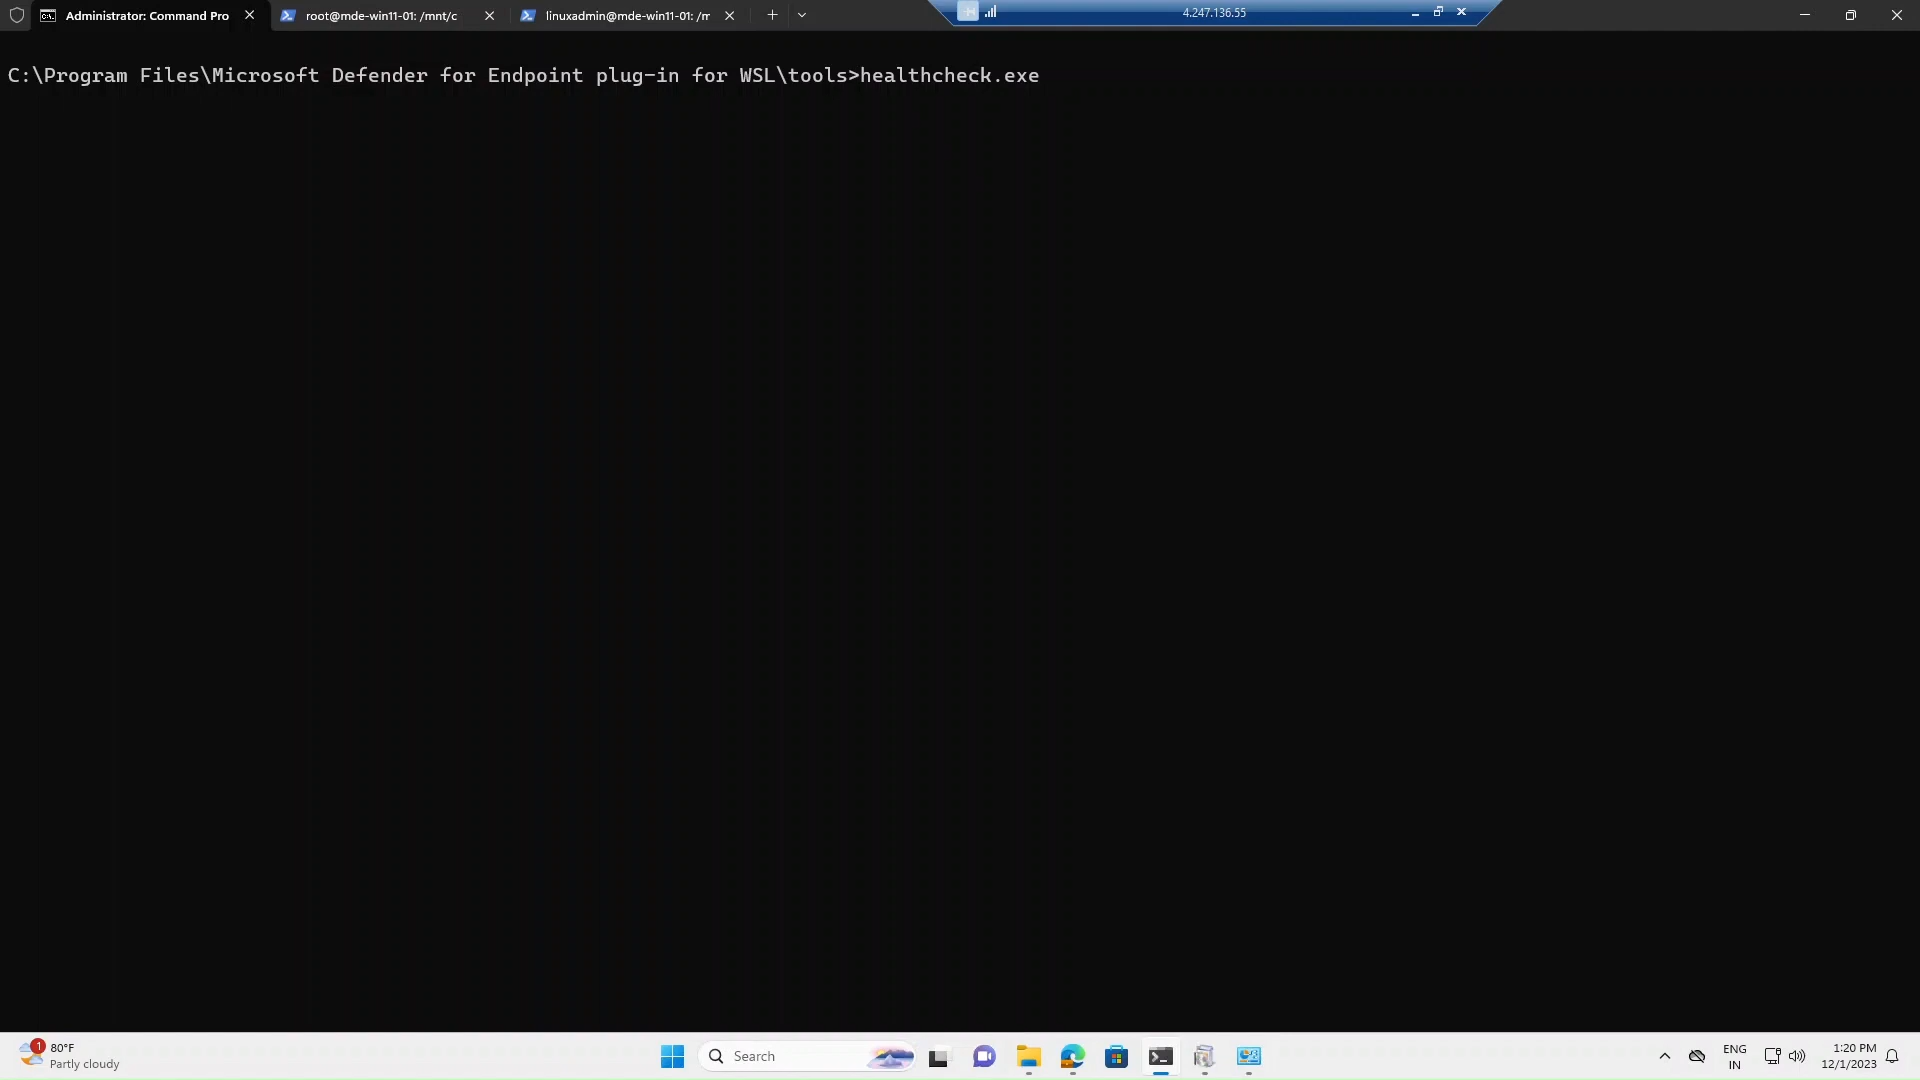 Administrator: Command Pro
root@mde-win11-01: /mnt/c
linuxadmin@mde-win11-01: /m
4.247.136.55
C:\Program Files\Microsoft Defender for Endpoint plug-in for WSL\tools>healthcheck.exe
1
80°F
Partly cloudy
Search
ENG
IN
1:20 PM
12/1/2023